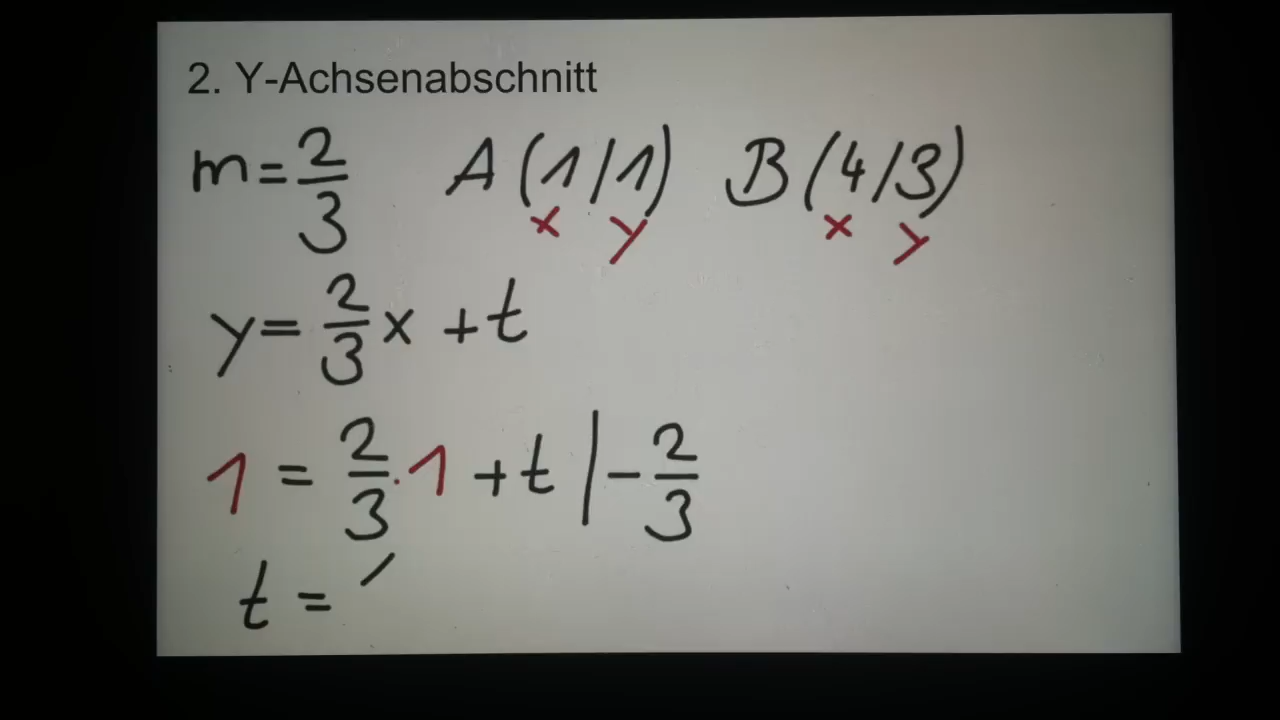 2. Y-Achsenabschnitt
m = 2/3 A (1/1) B (4/3)
x y x y
y = 2/3 x + t
1 = 2/3 · 1 + t | - 2/3
t =